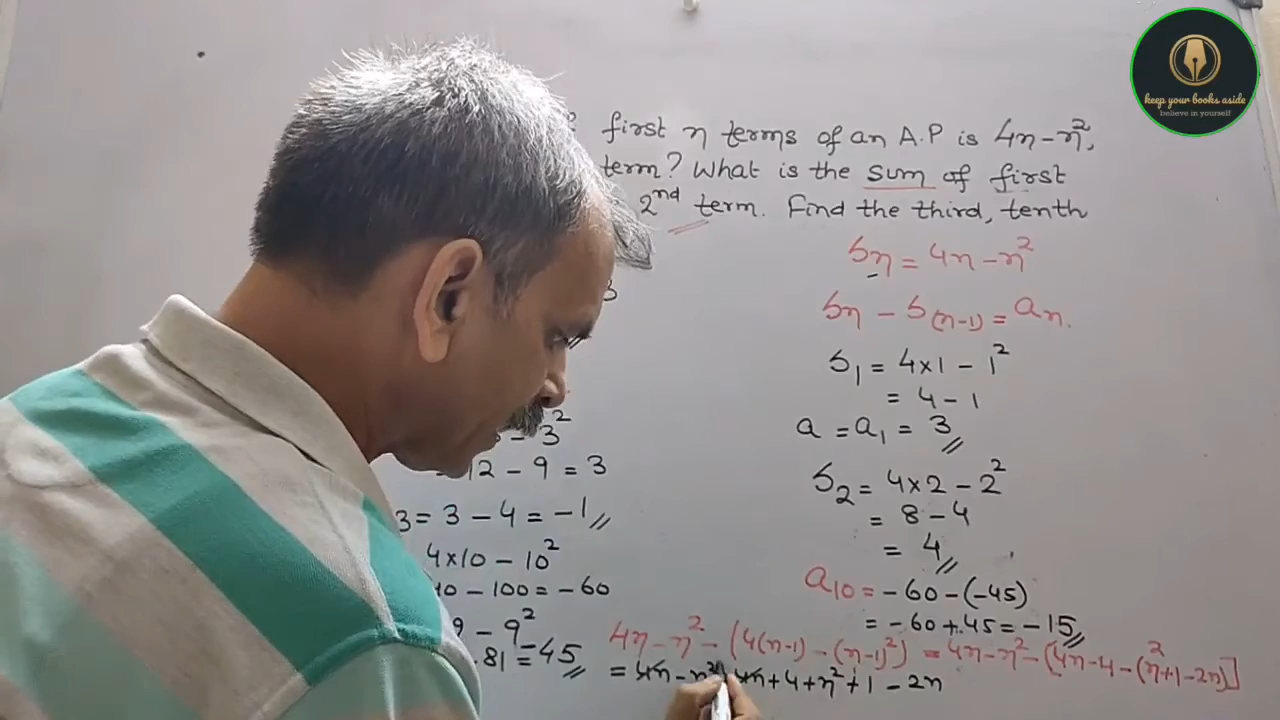 keep your books aside
believe in yourself
first n terms of an A.P is 4n - n²,
term? What is the sum of first
2nd term. Find the third, tenth
Sn = 4n - n²
3
Sn - S(n-1) = an.
S₁ = 4×1 - 1²
= 4 - 1
a = a₁ = 3
- 3²
12 - 9 = 3
S₂ = 4×2 - 2²
= 8 - 4
= 4
3 = 3 - 4 = -1
4×10 - 10²
- 100 = -60
a₁₀ = -60 - (-45)
= -60 + 45 = -15
9 - 9²
81 = -45
4n - n² - (4(n-1) - (n-1)²) = 4n - n² - (4n - 4 - (n² + 1 - 2n)]
= 4n - n² 4n + 4 + n² + 1 - 2n